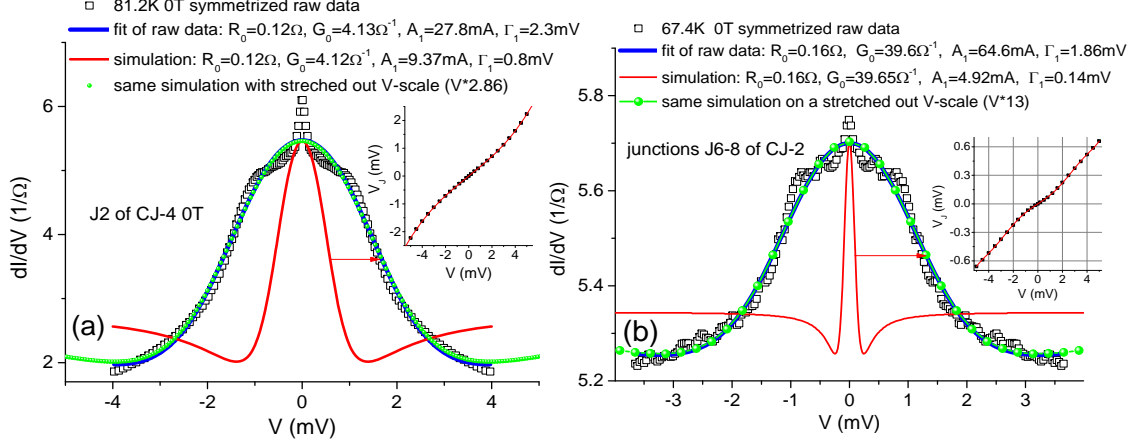 81.2K 0T symmetrized raw data
fit of raw data: R₀=0.12Ω, G₀=4.13Ω⁻¹, A₁=27.8mA, Γ₁=2.3mV
simulation: R₀=0.12Ω, G₀=4.12Ω⁻¹, A₁=9.37mA, Γ₁=0.8mV
same simulation with streched out V-scale (V*2.86)
J2 of CJ-4 0T
(a)
dI/dV (1/Ω)
6
4
2
-4 -2 0 2 4
V (mV)
V_J (mV)
2
1
0
-1
-2
-4 -2 0 2 4
V (mV)
67.4K 0T symmetrized raw data
fit of raw data: R₀=0.16Ω, G₀=39.6Ω⁻¹, A₁=64.6mA, Γ₁=1.86mV
simulation: R₀=0.16Ω, G₀=39.65Ω⁻¹, A₁=4.92mA, Γ₁=0.14mV
same simulation on a stretched out V-scale (V*13)
junctions J6-8 of CJ-2
(b)
dI/dV (1/Ω)
5.8
5.6
5.4
5.2
-3 -2 -1 0 1 2 3
V (mV)
V_J (mV)
0.6
0.3
0.0
-0.3
-0.6
-4 -2 0 2 4
V (mV)